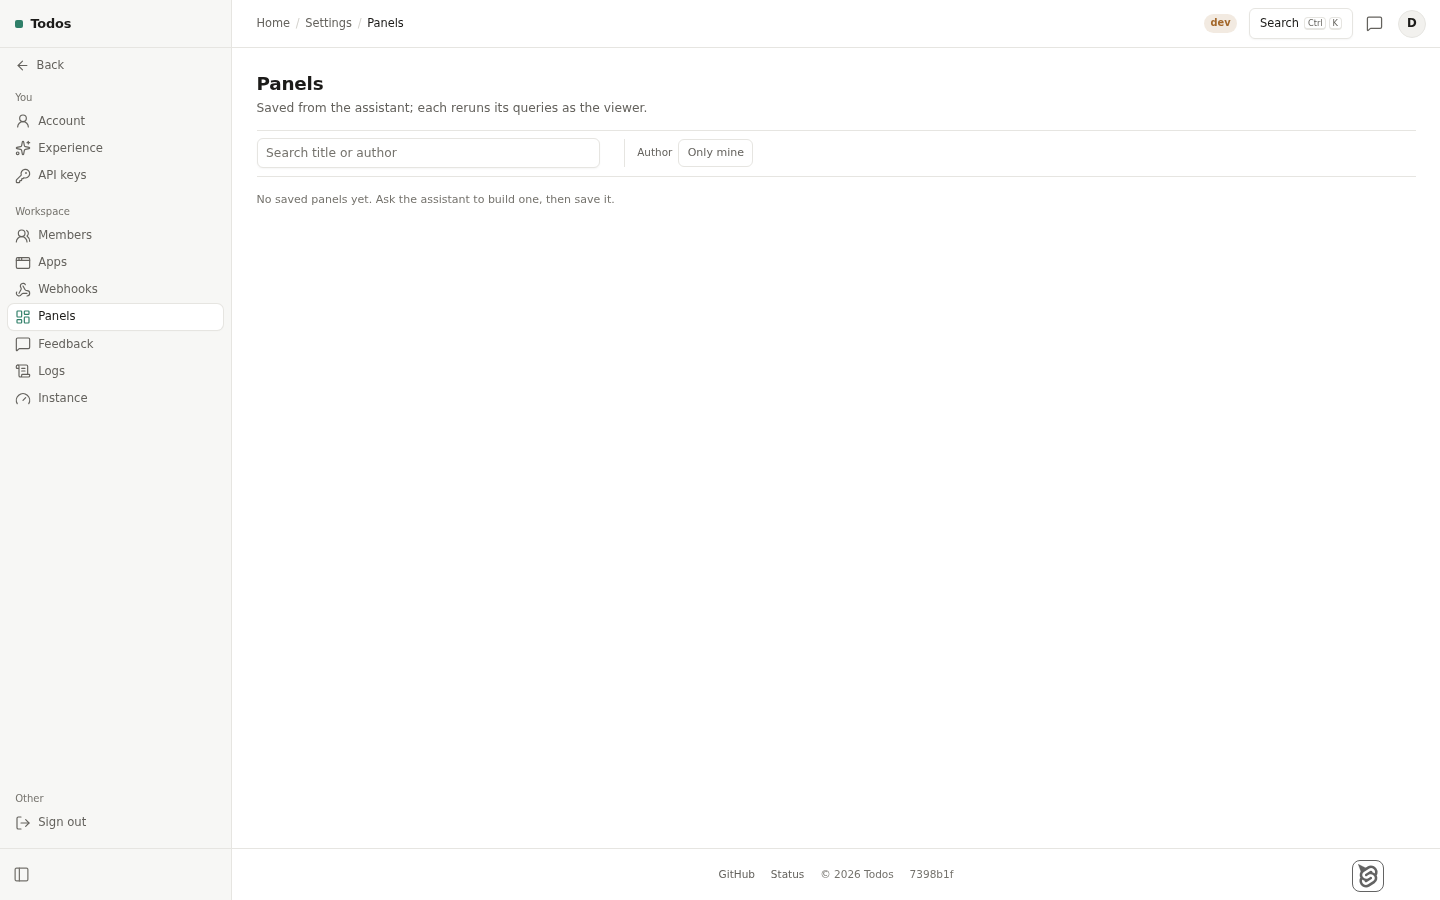 Todos
Home / Settings / Panels
dev
Search Ctrl K
D
Back
You
Account
Experience
API keys
Workspace
Members
Apps
Webhooks
Panels
Feedback
Logs
Instance
Other
Sign out
Panels
Saved from the assistant; each reruns its queries as the viewer.
Search title or author
Author Only mine
No saved panels yet. Ask the assistant to build one, then save it.
GitHub Status © 2026 Todos 7398b1f